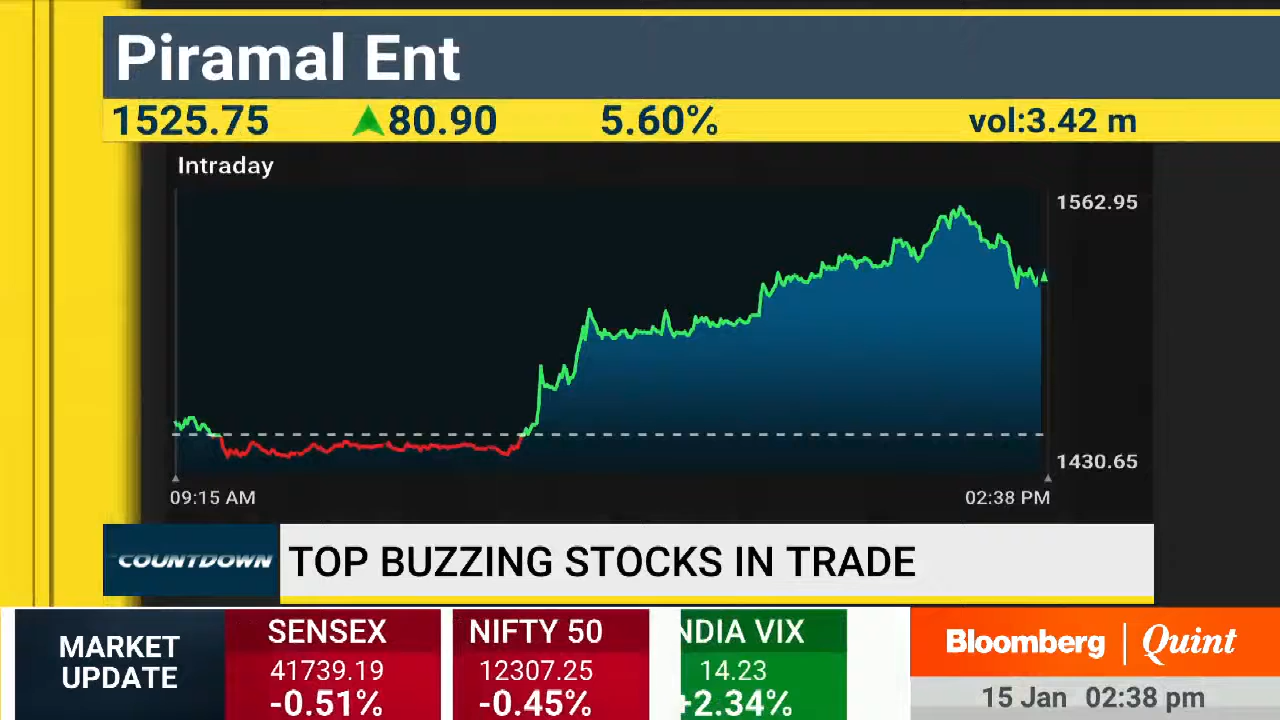 Piramal Ent
1525.75 80.90 5.60% vol:3.42 m
Intraday
1562.95
1430.65
09:15 AM 02:38 PM
COUNTDOWN TOP BUZZING STOCKS IN TRADE
MARKET UPDATE
SENSEX
41739.19
-0.51%
NIFTY 50
12307.25
-0.45%
NDIA VIX
14.23
+2.34%
Bloomberg | Quint
15 Jan 02:38 pm